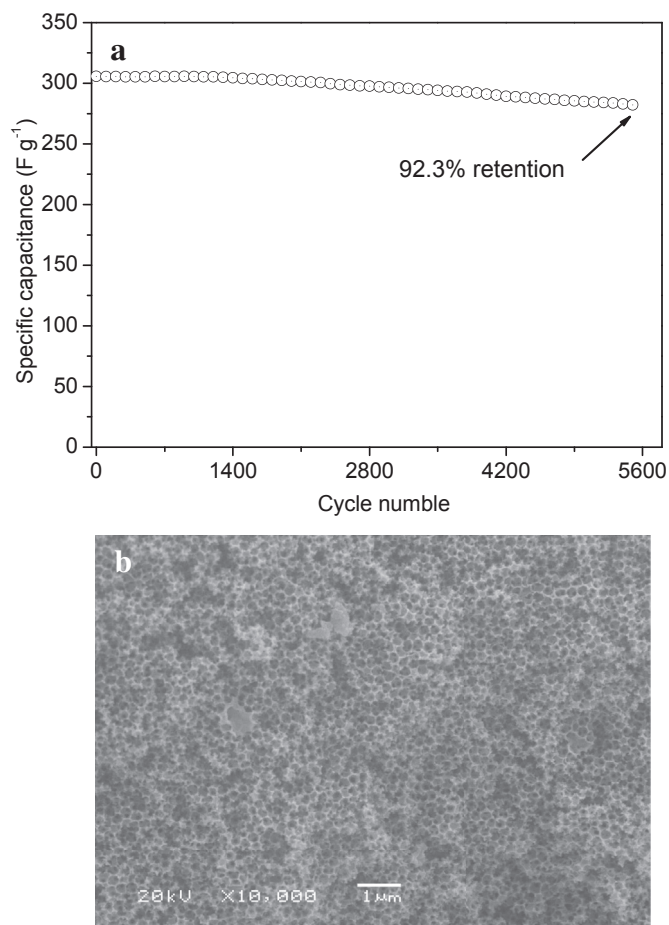 a
350
300
250
200
150
100
50
0
Specific capacitance (F g⁻¹)
92.3% retention
0 1400 2800 4200 5600
Cycle numble
b
20kV X10,000 1μm